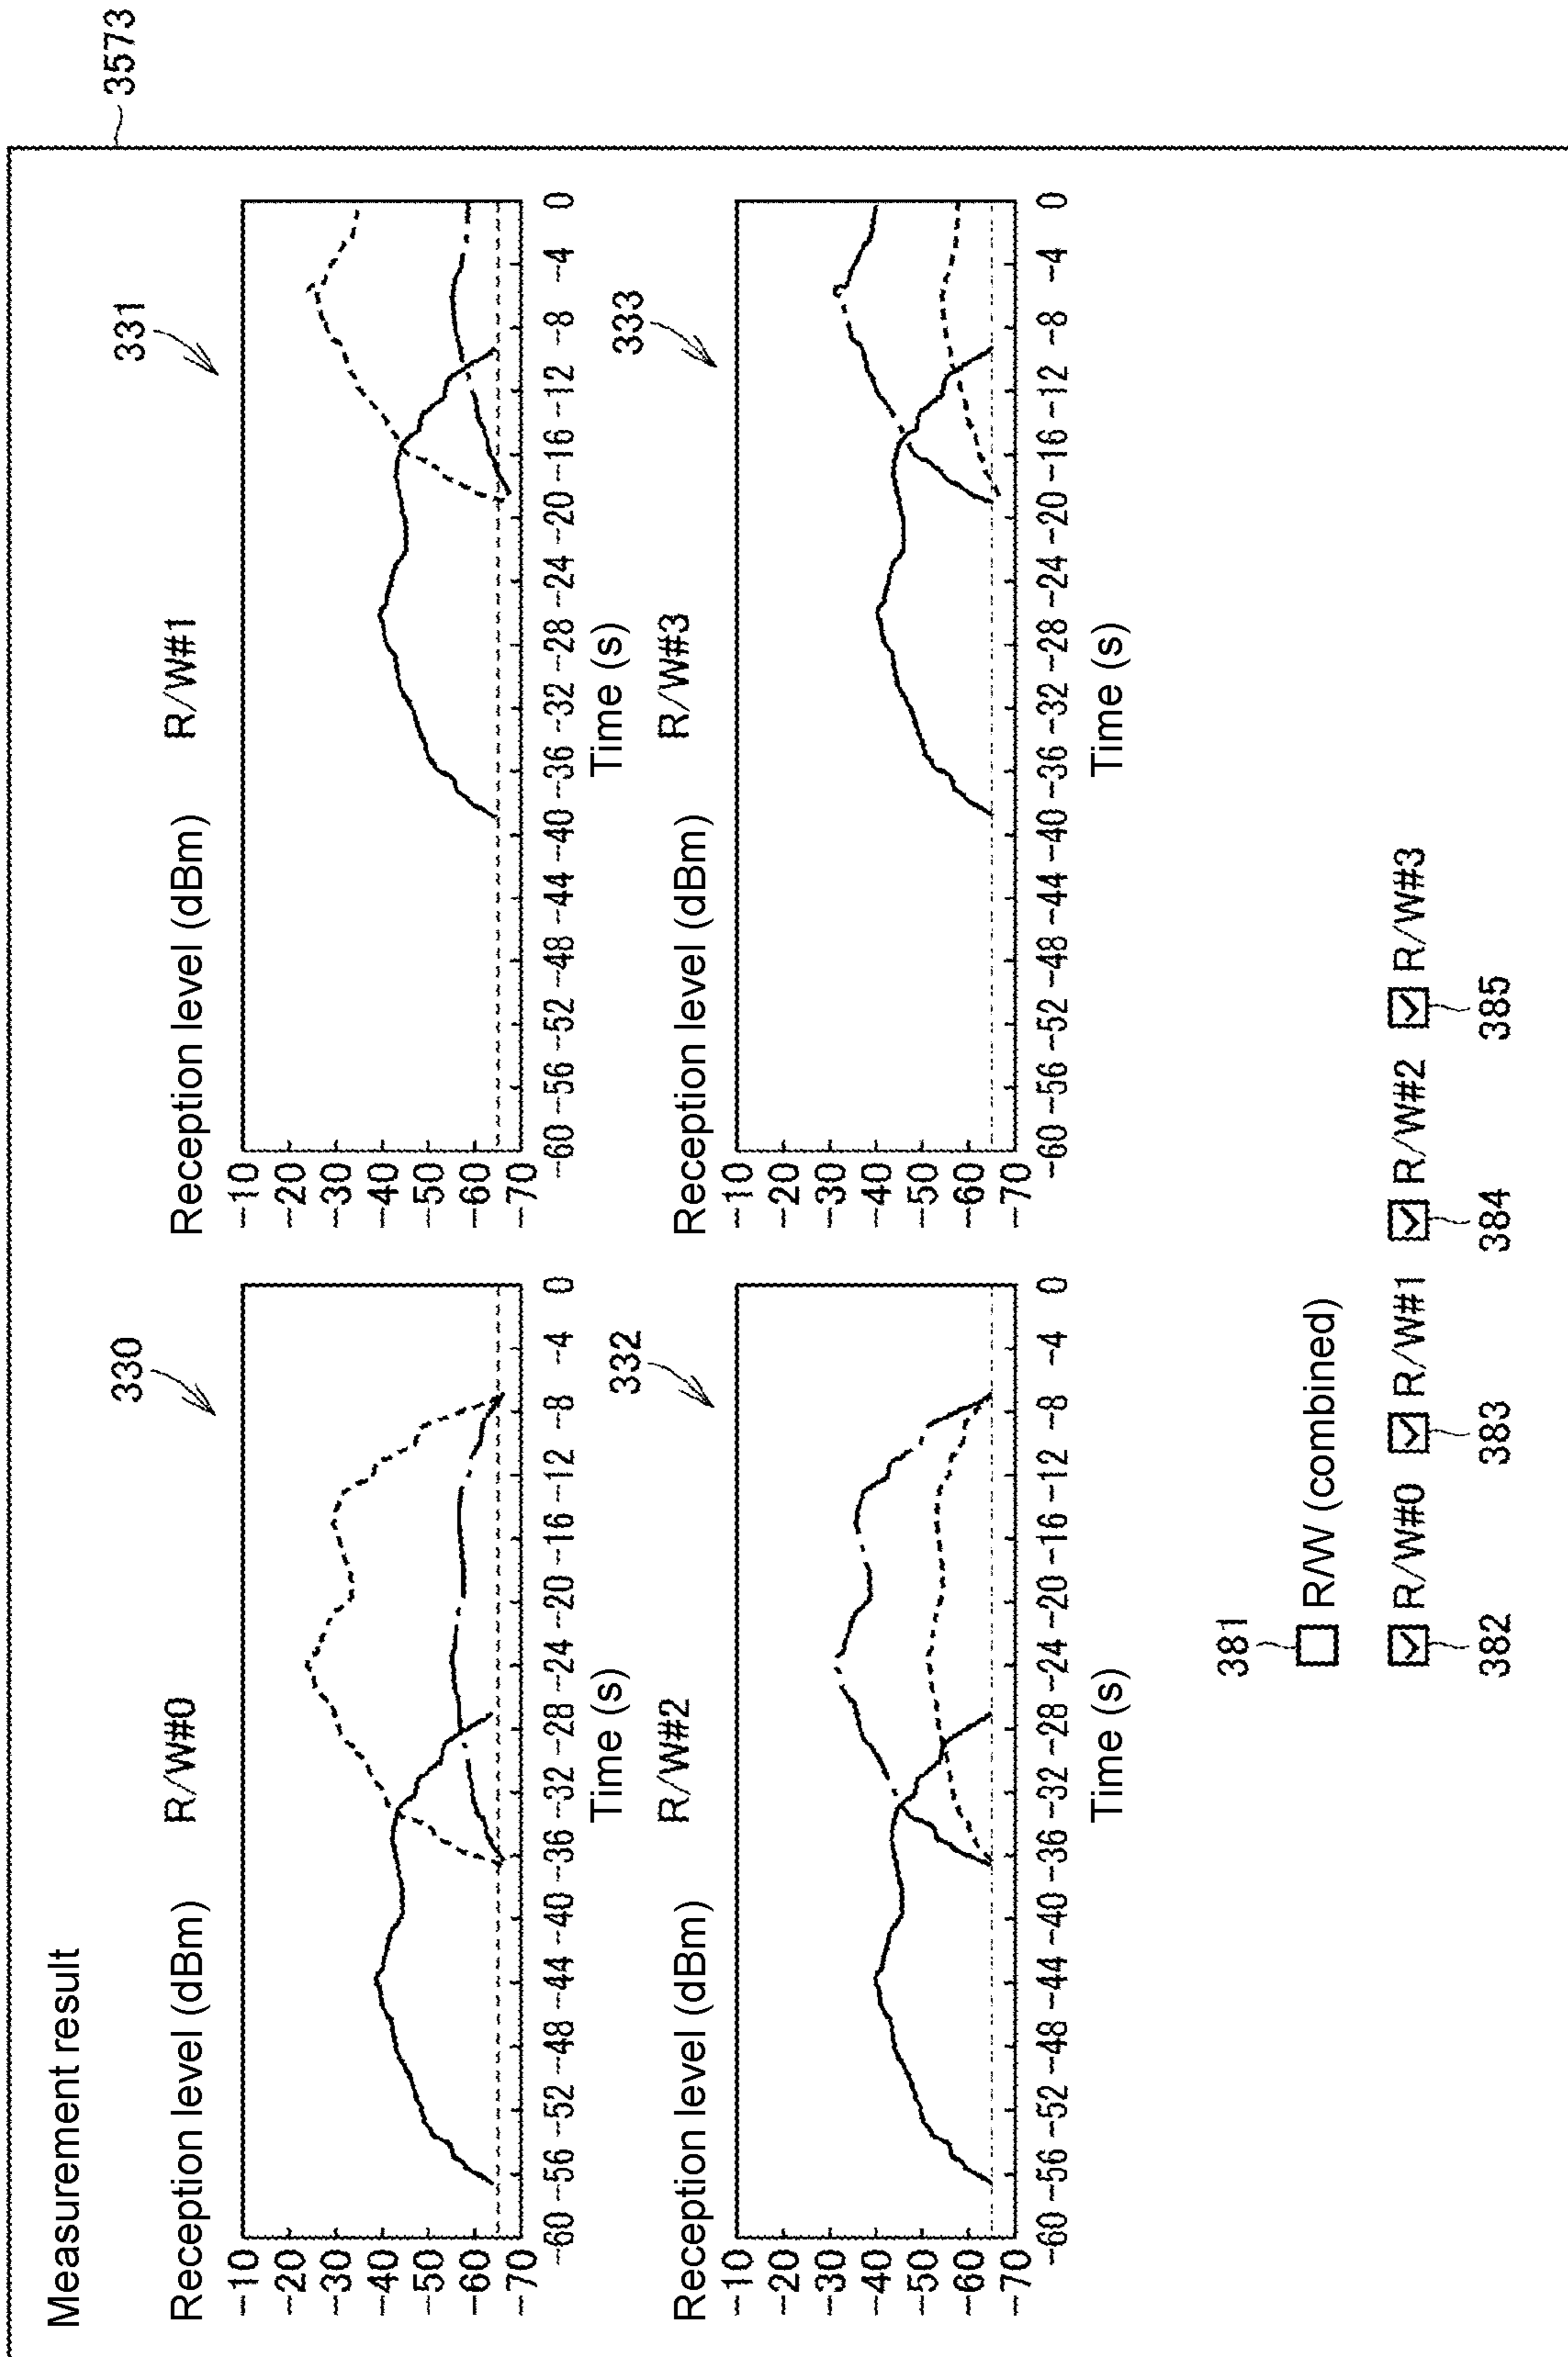 3573
Measurement result
330
Reception level (dBm) R/W#0
-10
-20
-30
-40
-50
-60
-70
-60 -56 -52 -48 -44 -40 -36 -32 -28 -24 -20 -16 -12 -8 -4 0
Time (s)
331
Reception level (dBm) R/W#1
-10
-20
-30
-40
-50
-60
-70
-60 -56 -52 -48 -44 -40 -36 -32 -28 -24 -20 -16 -12 -8 -4 0
Time (s)
332
Reception level (dBm) R/W#2
-10
-20
-30
-40
-50
-60
-70
-60 -56 -52 -48 -44 -40 -36 -32 -28 -24 -20 -16 -12 -8 -4 0
Time (s)
333
Reception level (dBm) R/W#3
-10
-20
-30
-40
-50
-60
-70
-60 -56 -52 -48 -44 -40 -36 -32 -28 -24 -20 -16 -12 -8 -4 0
Time (s)
381
R/W (combined)
R/W#0 R/W#1 R/W#2 R/W#3
382 383 384 385